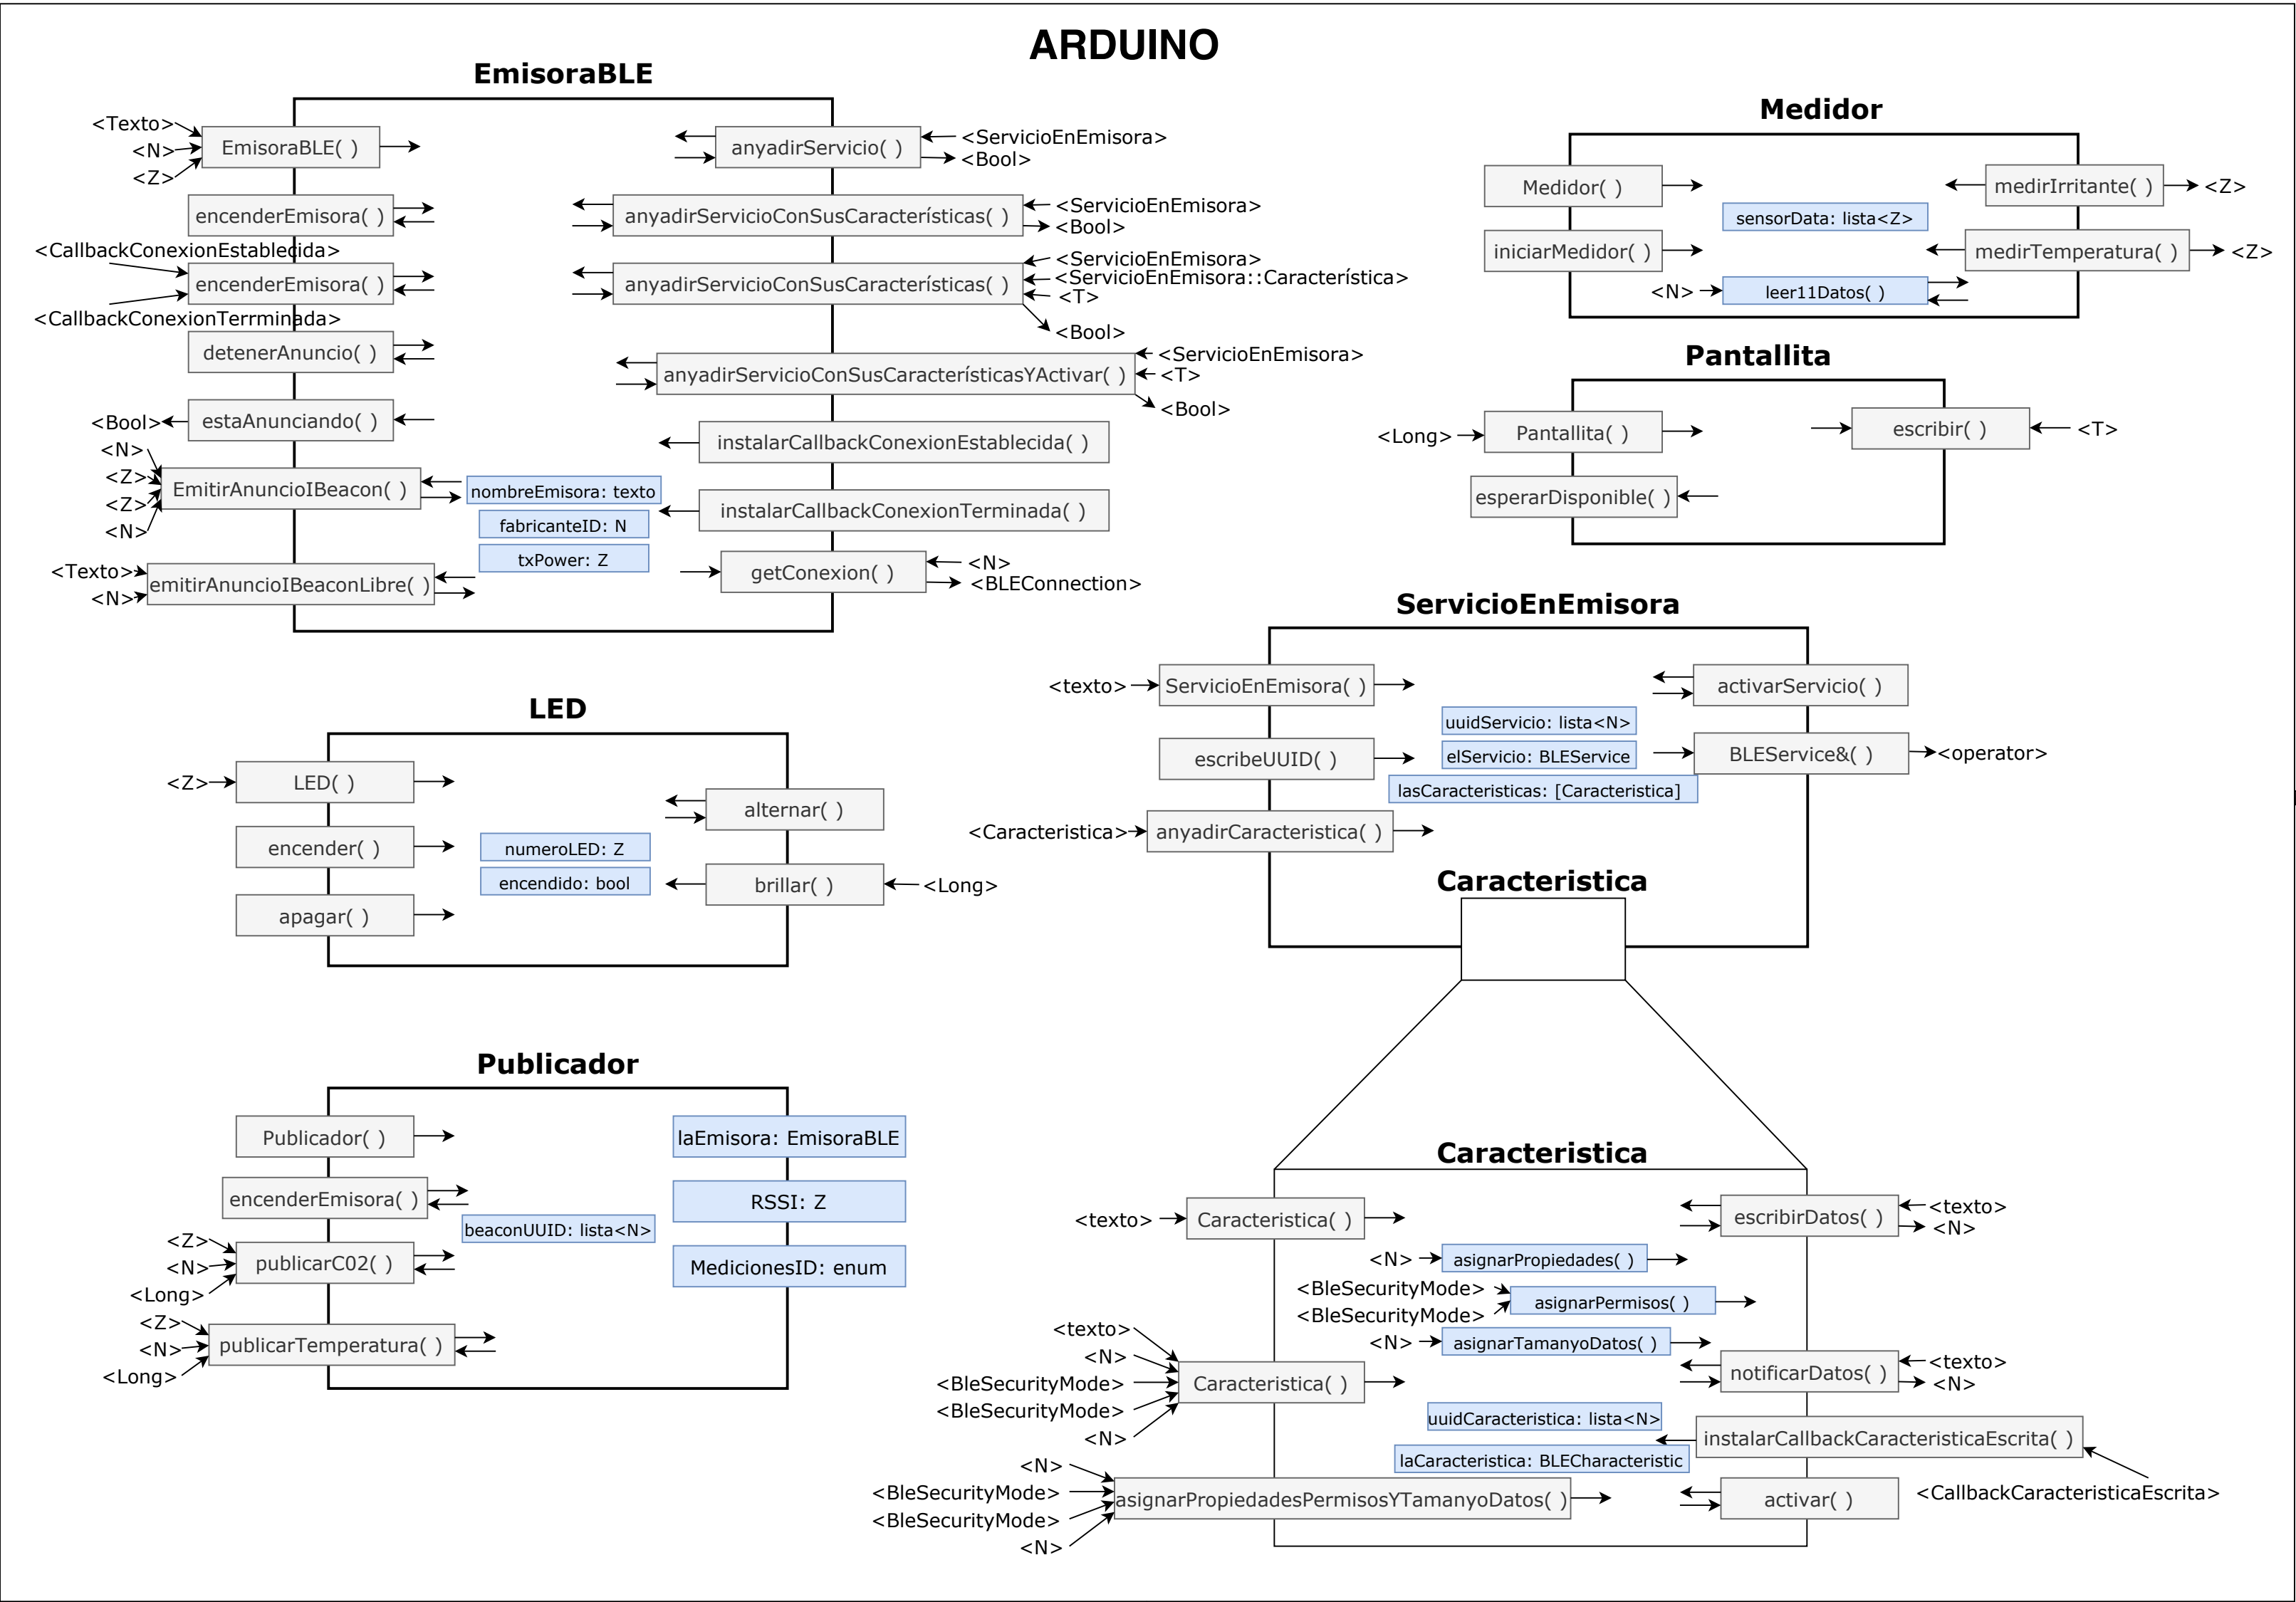 ARDUINO
EmisoraBLE
<Texto>
<N>
<Z>
EmisoraBLE( )
encenderEmisora( )
<CallbackConexionEstablecida>
encenderEmisora( )
<CallbackConexionTerrminada>
detenerAnuncio( )
<Bool>
estaAnunciando( )
<N>
<Z>
<Z>
<N>
EmitirAnuncioIBeacon( )
<Texto>
<N>
emitirAnuncioIBeaconLibre( )
nombreEmisora: texto
fabricanteID: N
txPower: Z
anyadirServicio( )
<ServicioEnEmisora>
<Bool>
anyadirServicioConSusCaracterísticas( )
<ServicioEnEmisora>
<Bool>
anyadirServicioConSusCaracterísticas( )
<ServicioEnEmisora>
<ServicioEnEmisora::Característica>
<T>
<Bool>
anyadirServicioConSusCaracterísticasYActivar( )
<ServicioEnEmisora>
<T>
<Bool>
instalarCallbackConexionEstablecida( )
instalarCallbackConexionTerminada( )
getConexion( )
<N>
<BLEConnection>
Medidor
Medidor( )
iniciarMedidor( )
sensorData: lista<Z>
<N>
leer11Datos( )
medirIrritante( )
<Z>
medirTemperatura( )
<Z>
Pantallita
<Long>
Pantallita( )
esperarDisponible( )
escribir( )
<T>
ServicioEnEmisora
<texto>
ServicioEnEmisora( )
escribeUUID( )
<Caracteristica>
anyadirCaracteristica( )
uuidServicio: lista<N>
elServicio: BLEService
lasCaracteristicas: [Caracteristica]
activarServicio( )
BLEService&( )
<operator>
Caracteristica
LED
<Z>
LED( )
encender( )
apagar( )
numeroLED: Z
encendido: bool
alternar( )
brillar( )
<Long>
Publicador
Publicador( )
encenderEmisora( )
<Z>
<N>
<Long>
publicarC02( )
<Z>
<N>
<Long>
publicarTemperatura( )
beaconUUID: lista<N>
laEmisora: EmisoraBLE
RSSI: Z
MedicionesID: enum
Caracteristica
<texto>
Caracteristica( )
<N>
asignarPropiedades( )
<BleSecurityMode>
<BleSecurityMode>
asignarPermisos( )
<N>
asignarTamanyoDatos( )
<texto>
<N>
<BleSecurityMode>
<BleSecurityMode>
<N>
Caracteristica( )
uuidCaracteristica: lista<N>
laCaracteristica: BLECharacteristic
<N>
<BleSecurityMode>
<BleSecurityMode>
<N>
asignarPropiedadesPermisosYTamanyoDatos( )
escribirDatos( )
<texto>
<N>
notificarDatos( )
<texto>
<N>
instalarCallbackCaracteristicaEscrita( )
<CallbackCaracteristicaEscrita>
activar( )